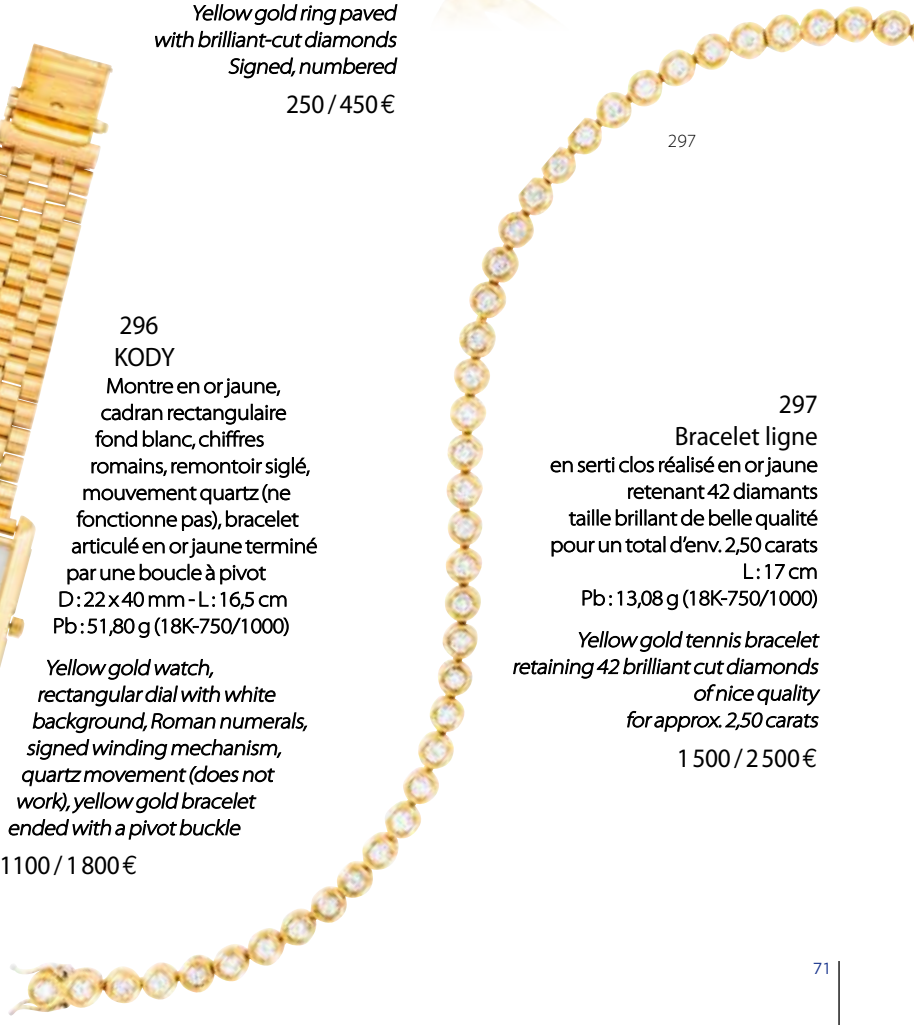 Yellow gold ring paved
with brilliant-cut diamonds
Signed, numbered
250 / 450 €
297
296
KODY
Montre en or jaune,
cadran rectangulaire
fond blanc, chiffres
romains, remontoir siglé,
mouvement quartz (ne
fonctionne pas), bracelet
articulé en or jaune terminé
par une boucle à pivot
D : 22 x 40 mm - L : 16,5 cm
Pb : 51,80 g (18K-750/1000)
Yellow gold watch,
rectangular dial with white
background, Roman numerals,
signed winding mechanism,
quartz movement (does not
work), yellow gold bracelet
ended with a pivot buckle
1100 / 1 800 €
297
Bracelet ligne
en serti clos réalisé en or jaune
retenant 42 diamants
taille brillant de belle qualité
pour un total d'env. 2,50 carats
L : 17 cm
Pb : 13,08 g (18K-750/1000)
Yellow gold tennis bracelet
retaining 42 brilliant cut diamonds
of nice quality
for approx. 2,50 carats
1 500 / 2 500 €
71